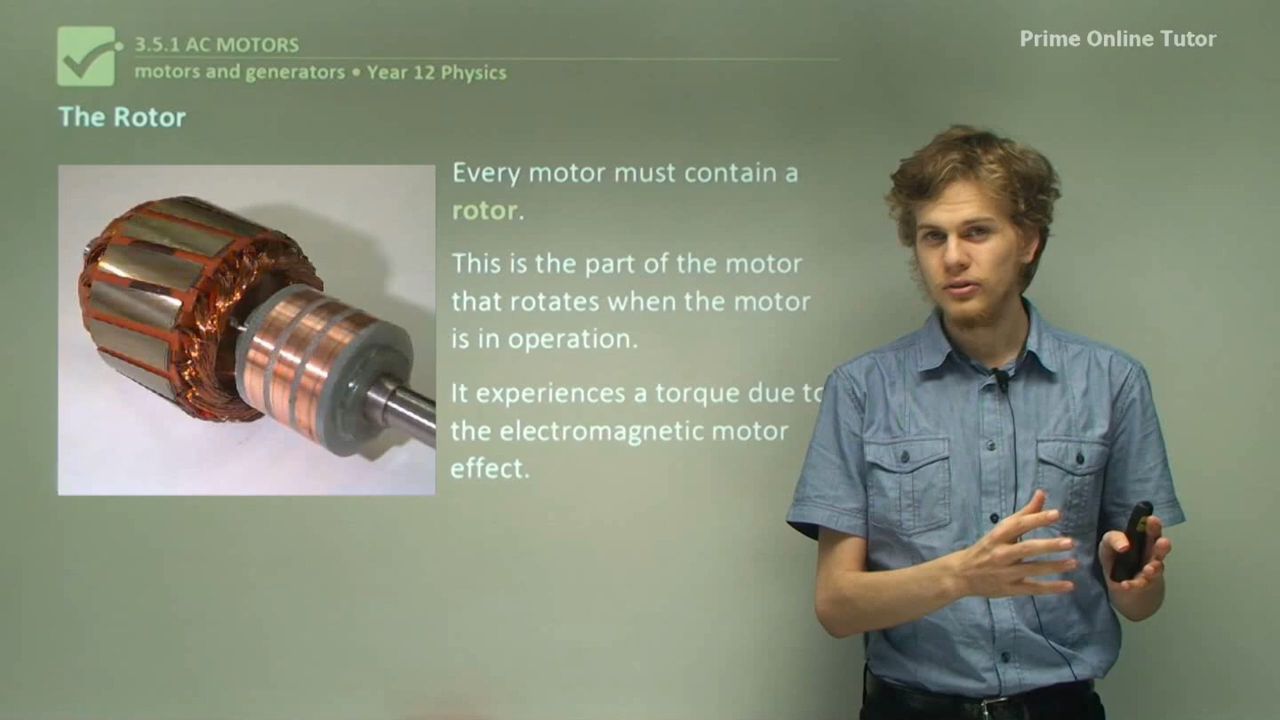 3.5.1 AC MOTORS
motors and generators • Year 12 Physics
Prime Online Tutor
The Rotor
Every motor must contain a
rotor.
This is the part of the motor
that rotates when the motor
is in operation.
It experiences a torque due to
the electromagnetic motor
effect.